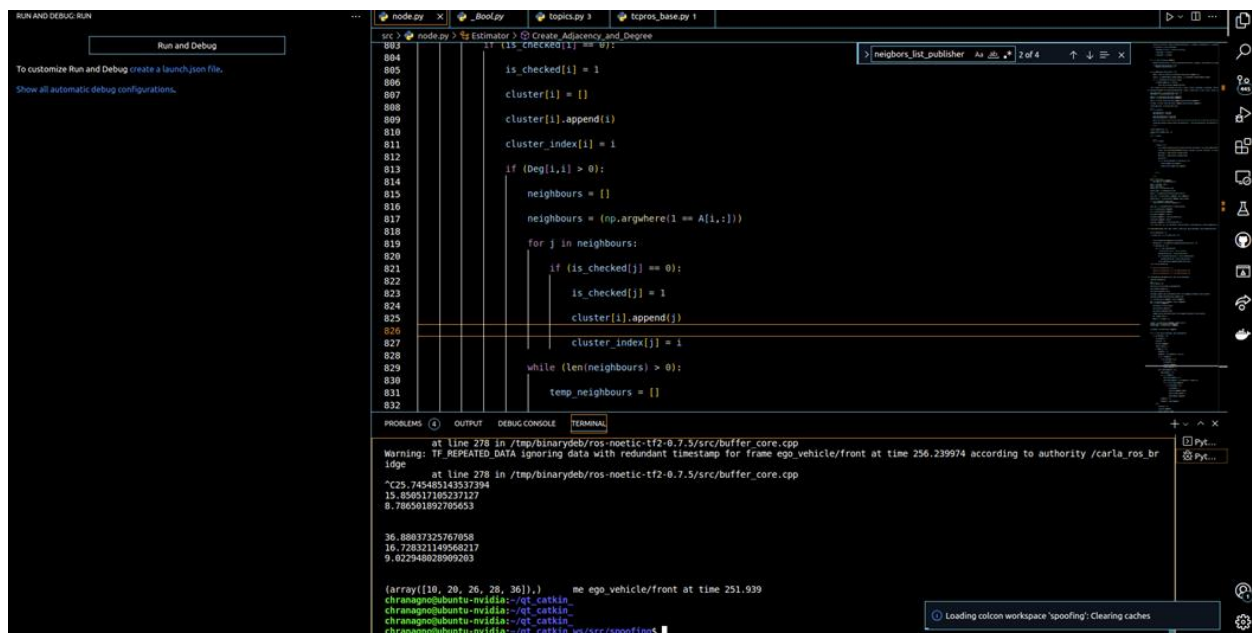 RUN AND DEBUG: RUN
...
Run and Debug
To customize Run and Debug create a launch.json file.
Show all automatic debug configurations.
node.py
_Bool.py
topics.py 3
tcpros_base.py 1
src > node.py > Estimator > Create_Adjacency_and_Degree
neigbors_list_publisher
Aa ab .*
2 of 4
803 if (is_checked[i] == 0):
804
805 is_checked[i] = 1
806
807 cluster[i] = []
808
809 cluster[i].append(i)
810
811 cluster_index[i] = i
812
813 if (Deg[i,i] > 0):
814
815 neighbours = []
816
817 neighbours = (np.argwhere(1 == A[i,:]))
818
819 for j in neighbours:
820
821 if (is_checked[j] == 0):
822
823 is_checked[j] = 1
824
825 cluster[i].append(j)
826
827 cluster_index[j] = i
828
829 while (len(neighbours) > 0):
830
831 temp_neighbours = []
832
PROBLEMS 4 OUTPUT DEBUG CONSOLE TERMINAL
at line 278 in /tmp/binarydeb/ros-noetic-tf2-0.7.5/src/buffer_core.cpp
Warning: TF_REPEATED_DATA ignoring data with redundant timestamp for frame ego_vehicle/front at time 256.239974 according to authority /carla_ros_br
idge
at line 278 in /tmp/binarydeb/ros-noetic-tf2-0.7.5/src/buffer_core.cpp
^C25.745485143537394
15.850517105237127
8.786501892705653
36.88037325767058
16.728321149568217
9.022948028909203
(array([10, 20, 26, 28, 36]),) me ego_vehicle/front at time 251.939
chranagno@ubuntu-nvidia:~/qt_catkin_
chranagno@ubuntu-nvidia:~/qt_catkin_
chranagno@ubuntu-nvidia:~/qt_catkin_
chranagno@ubuntu-nvidia:~/qt_catkin_ws/src/spoofing$
Pyt...
Pyt...
Loading colcon workspace 'spoofing': Clearing caches